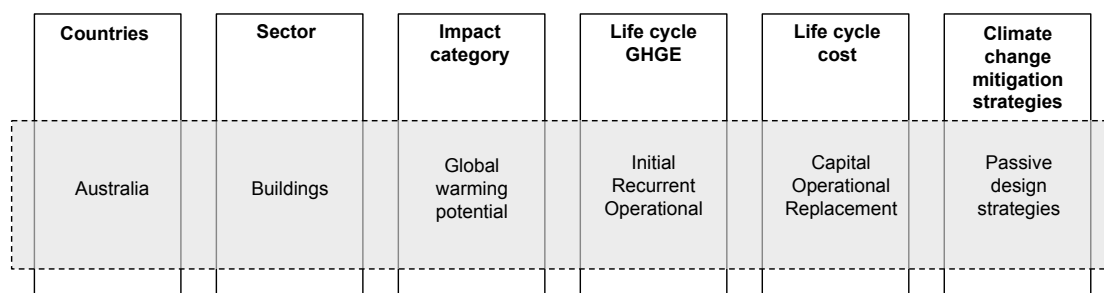 Countries
Sector
Impact
category
Life cycle
GHGE
Life cycle
cost
Climate
change
mitigation
strategies
Australia
Buildings
Global
warming
potential
Initial
Recurrent
Operational
Capital
Operational
Replacement
Passive
design
strategies